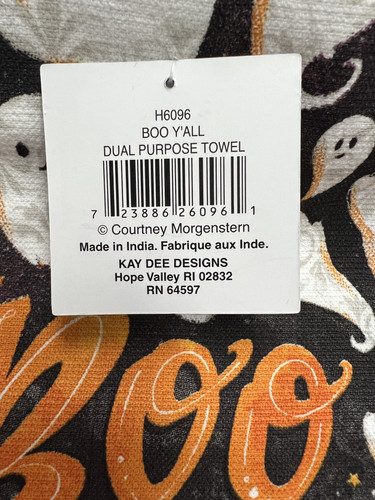 H6096
BOO Y'ALL
DUAL PURPOSE TOWEL
7 23886 26096 1
© Courtney Morgenstern
Made in India. Fabrique aux Inde.
KAY DEE DESIGNS
Hope Valley RI 02832
RN 64597
Boo